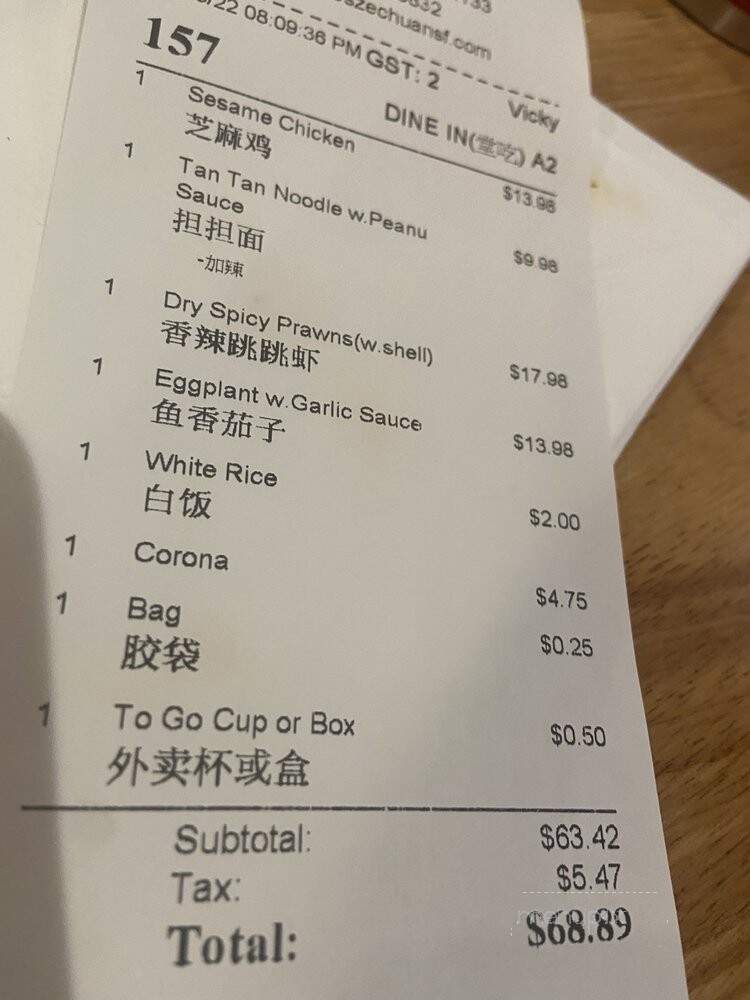 33
szechuansf.com
/22 08:09:36 PM GST: 2
157
Vicky
DINE IN(堂吃) A2
1 Sesame Chicken $13.98
芝麻鸡
1 Tan Tan Noodle w.Peanu $9.98
Sauce
担担面
-加辣
1 Dry Spicy Prawns(w.shell) $17.98
香辣跳跳虾
1 Eggplant w.Garlic Sauce $13.98
鱼香茄子
1 White Rice $2.00
白饭
1 Corona $4.75
1 Bag $0.25
胶袋
1 To Go Cup or Box $0.50
外卖杯或盒
Subtotal: $63.42
Tax: $5.47
Total: $68.89